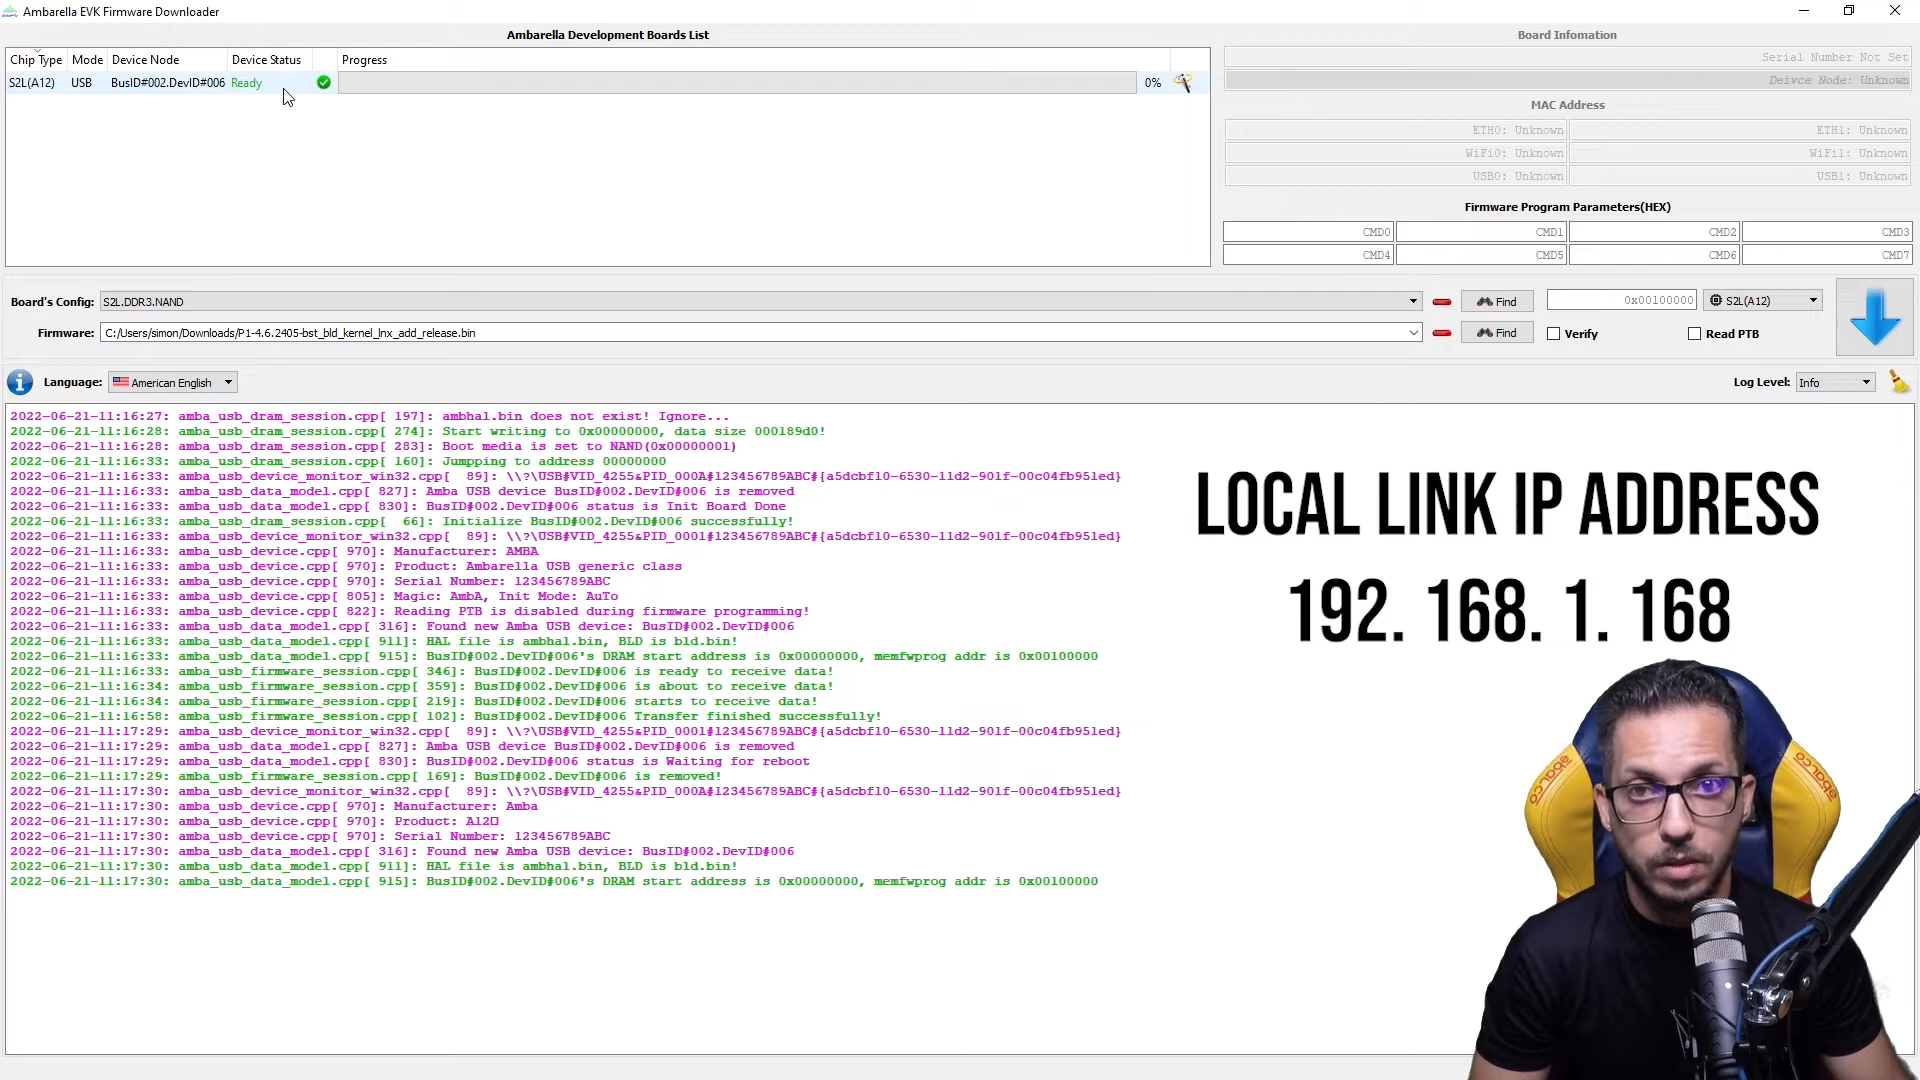 Ambarella EVK Firmware Downloader
Ambarella Development Boards List
Chip Type Mode Device Node Device Status Progress
S2L(A12) USB BusID#002.DevID#006 Ready 0%
Board Infomation
Serial Number Not Set
Deivce Node: Unknown
MAC Address
ETH0: Unknown ETH1: Unknown
WiFi0: Unknown WiFi1: Unknown
USB0: Unknown USB1: Unknown
Firmware Program Parameters(HEX)
CMD0 CMD1 CMD2 CMD3
CMD4 CMD5 CMD6 CMD7
Board's Config: S2L.DDR3.NAND Find 0x00100000 S2L(A12)
Firmware: C:/Users/simon/Downloads/P1-4.6.2405-bst_bld_kernel_lnx_add_release.bin Find Verify Read PTB
Language: American English Log Level: Info
2022-06-21-11:16:27: amba_usb_dram_session.cpp[ 197]: ambhal.bin does not exist! Ignore...
2022-06-21-11:16:28: amba_usb_dram_session.cpp[ 274]: Start writing to 0x00000000, data size 000189d0!
2022-06-21-11:16:28: amba_usb_dram_session.cpp[ 283]: Boot media is set to NAND(0x00000001)
2022-06-21-11:16:33: amba_usb_dram_session.cpp[ 160]: Jumpping to address 00000000
2022-06-21-11:16:33: amba_usb_device_monitor_win32.cpp[ 89]: \\?\USB#VID_4255&PID_000A#123456789ABC#{a5dcbf10-6530-11d2-901f-00c04fb951ed}
2022-06-21-11:16:33: amba_usb_data_model.cpp[ 827]: Amba USB device BusID#002.DevID#006 is removed
2022-06-21-11:16:33: amba_usb_data_model.cpp[ 830]: BusID#002.DevID#006 status is Init Board Done
2022-06-21-11:16:33: amba_usb_dram_session.cpp[ 66]: Initialize BusID#002.DevID#006 successfully!
2022-06-21-11:16:33: amba_usb_device_monitor_win32.cpp[ 89]: \\?\USB#VID_4255&PID_0001#123456789ABC#{a5dcbf10-6530-11d2-901f-00c04fb951ed}
2022-06-21-11:16:33: amba_usb_device.cpp[ 970]: Manufacturer: AMBA
2022-06-21-11:16:33: amba_usb_device.cpp[ 970]: Product: Ambarella USB generic class
2022-06-21-11:16:33: amba_usb_device.cpp[ 970]: Serial Number: 123456789ABC
2022-06-21-11:16:33: amba_usb_device.cpp[ 805]: Magic: AmbA, Init Mode: AuTo
2022-06-21-11:16:33: amba_usb_device.cpp[ 822]: Reading PTB is disabled during firmware programming!
2022-06-21-11:16:33: amba_usb_data_model.cpp[ 316]: Found new Amba USB device: BusID#002.DevID#006
2022-06-21-11:16:33: amba_usb_data_model.cpp[ 911]: HAL file is ambhal.bin, BLD is bld.bin!
2022-06-21-11:16:33: amba_usb_data_model.cpp[ 915]: BusID#002.DevID#006's DRAM start address is 0x00000000, memfwprog addr is 0x00100000
2022-06-21-11:16:33: amba_usb_firmware_session.cpp[ 346]: BusID#002.DevID#006 is ready to receive data!
2022-06-21-11:16:34: amba_usb_firmware_session.cpp[ 359]: BusID#002.DevID#006 is about to receive data!
2022-06-21-11:16:34: amba_usb_firmware_session.cpp[ 219]: BusID#002.DevID#006 starts to receive data!
2022-06-21-11:16:58: amba_usb_firmware_session.cpp[ 102]: BusID#002.DevID#006 Transfer finished successfully!
2022-06-21-11:17:29: amba_usb_device_monitor_win32.cpp[ 89]: \\?\USB#VID_4255&PID_0001#123456789ABC#{a5dcbf10-6530-11d2-901f-00c04fb951ed}
2022-06-21-11:17:29: amba_usb_data_model.cpp[ 827]: Amba USB device BusID#002.DevID#006 is removed
2022-06-21-11:17:29: amba_usb_data_model.cpp[ 830]: BusID#002.DevID#006 status is Waiting for reboot
2022-06-21-11:17:29: amba_usb_firmware_session.cpp[ 169]: BusID#002.DevID#006 is removed!
2022-06-21-11:17:30: amba_usb_device_monitor_win32.cpp[ 89]: \\?\USB#VID_4255&PID_000A#123456789ABC#{a5dcbf10-6530-11d2-901f-00c04fb951ed}
2022-06-21-11:17:30: amba_usb_device.cpp[ 970]: Manufacturer: Amba
2022-06-21-11:17:30: amba_usb_device.cpp[ 970]: Product: A12□
2022-06-21-11:17:30: amba_usb_device.cpp[ 970]: Serial Number: 123456789ABC
2022-06-21-11:17:30: amba_usb_data_model.cpp[ 316]: Found new Amba USB device: BusID#002.DevID#006
2022-06-21-11:17:30: amba_usb_data_model.cpp[ 911]: HAL file is ambhal.bin, BLD is bld.bin!
2022-06-21-11:17:30: amba_usb_data_model.cpp[ 915]: BusID#002.DevID#006's DRAM start address is 0x00000000, memfwprog addr is 0x00100000
LOCAL LINK IP ADDRESS
192. 168. 1. 168
sparco
sparco